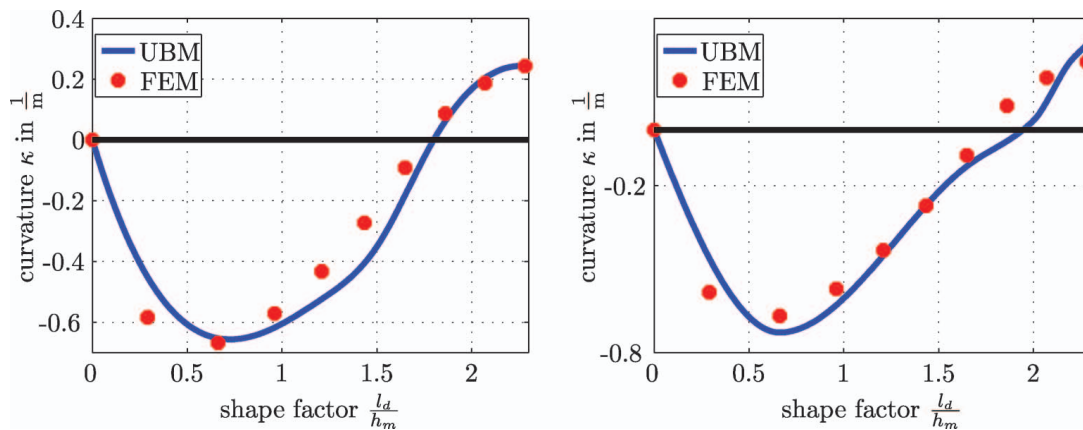 0.4
0.2
0
-0.2
-0.4
-0.6
UBM
FEM
curvature κ in 1/m
0 0.5 1 1.5 2
shape factor l_d/h_m
-0.2
-0.8
UBM
FEM
curvature κ in 1/m
0 0.5 1 1.5 2
shape factor l_d/h_m